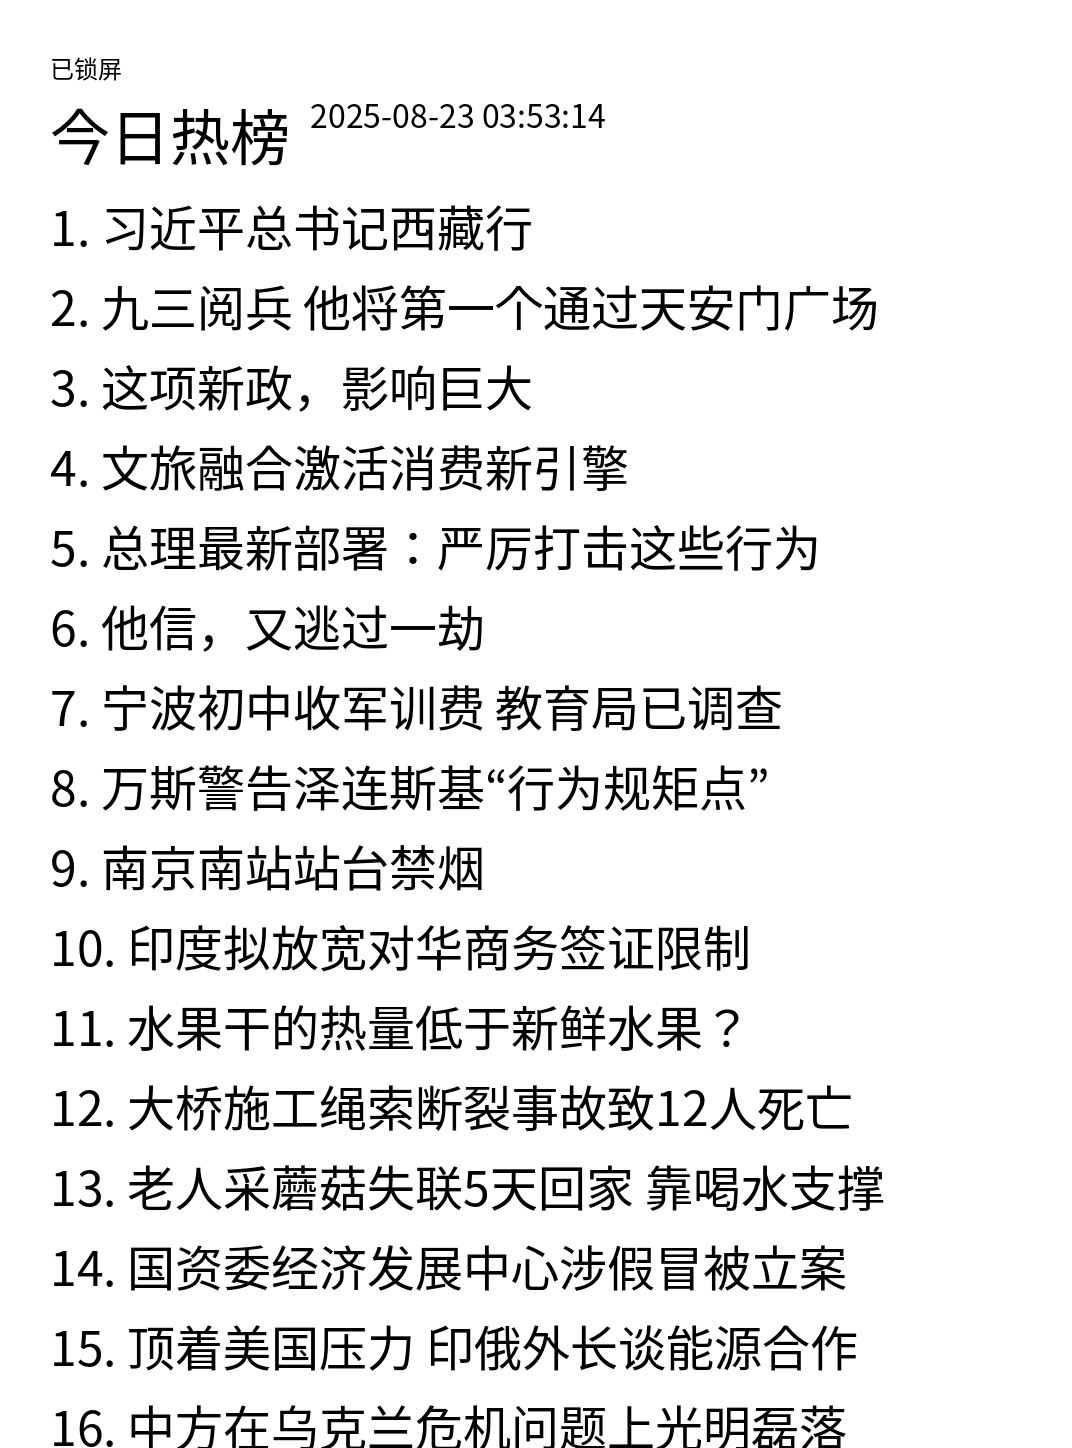 已锁屏
今日热榜 2025-08-23 03:53:14
1. 习近平总书记西藏行
2. 九三阅兵 他将第一个通过天安门广场
3. 这项新政，影响巨大
4. 文旅融合激活消费新引擎
5. 总理最新部署：严厉打击这些行为
6. 他信，又逃过一劫
7. 宁波初中收军训费 教育局已调查
8. 万斯警告泽连斯基“行为规矩点”
9. 南京南站站台禁烟
10. 印度拟放宽对华商务签证限制
11. 水果干的热量低于新鲜水果？
12. 大桥施工绳索断裂事故致12人死亡
13. 老人采蘑菇失联5天回家 靠喝水支撑
14. 国资委经济发展中心涉假冒被立案
15. 顶着美国压力 印俄外长谈能源合作
16. 中方在乌克兰危机问题上光明磊落